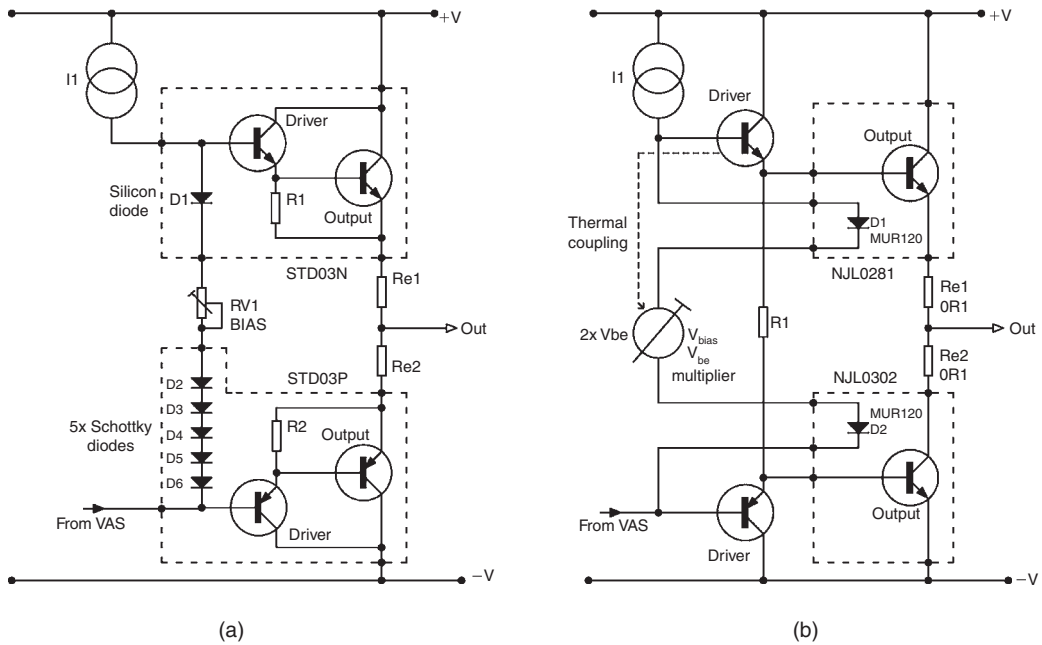 +V
I1
Driver
Silicon
diode
D1
R1
Output
STD03N
RV1
BIAS
Re1
Out
Re2
STD03P
D2
D3
D4
D5
D6
5x Schottky
diodes
R2
Output
From VAS
Driver
−V
(a)
+V
I1
Driver
Output
Thermal
coupling
D1
MUR120
NJL0281
2x Vbe
Vbias
Vbe
multiplier
R1
Re1
0R1
Out
Re2
0R1
NJL0302
MUR120
D2
From VAS
Output
Driver
−V
(b)